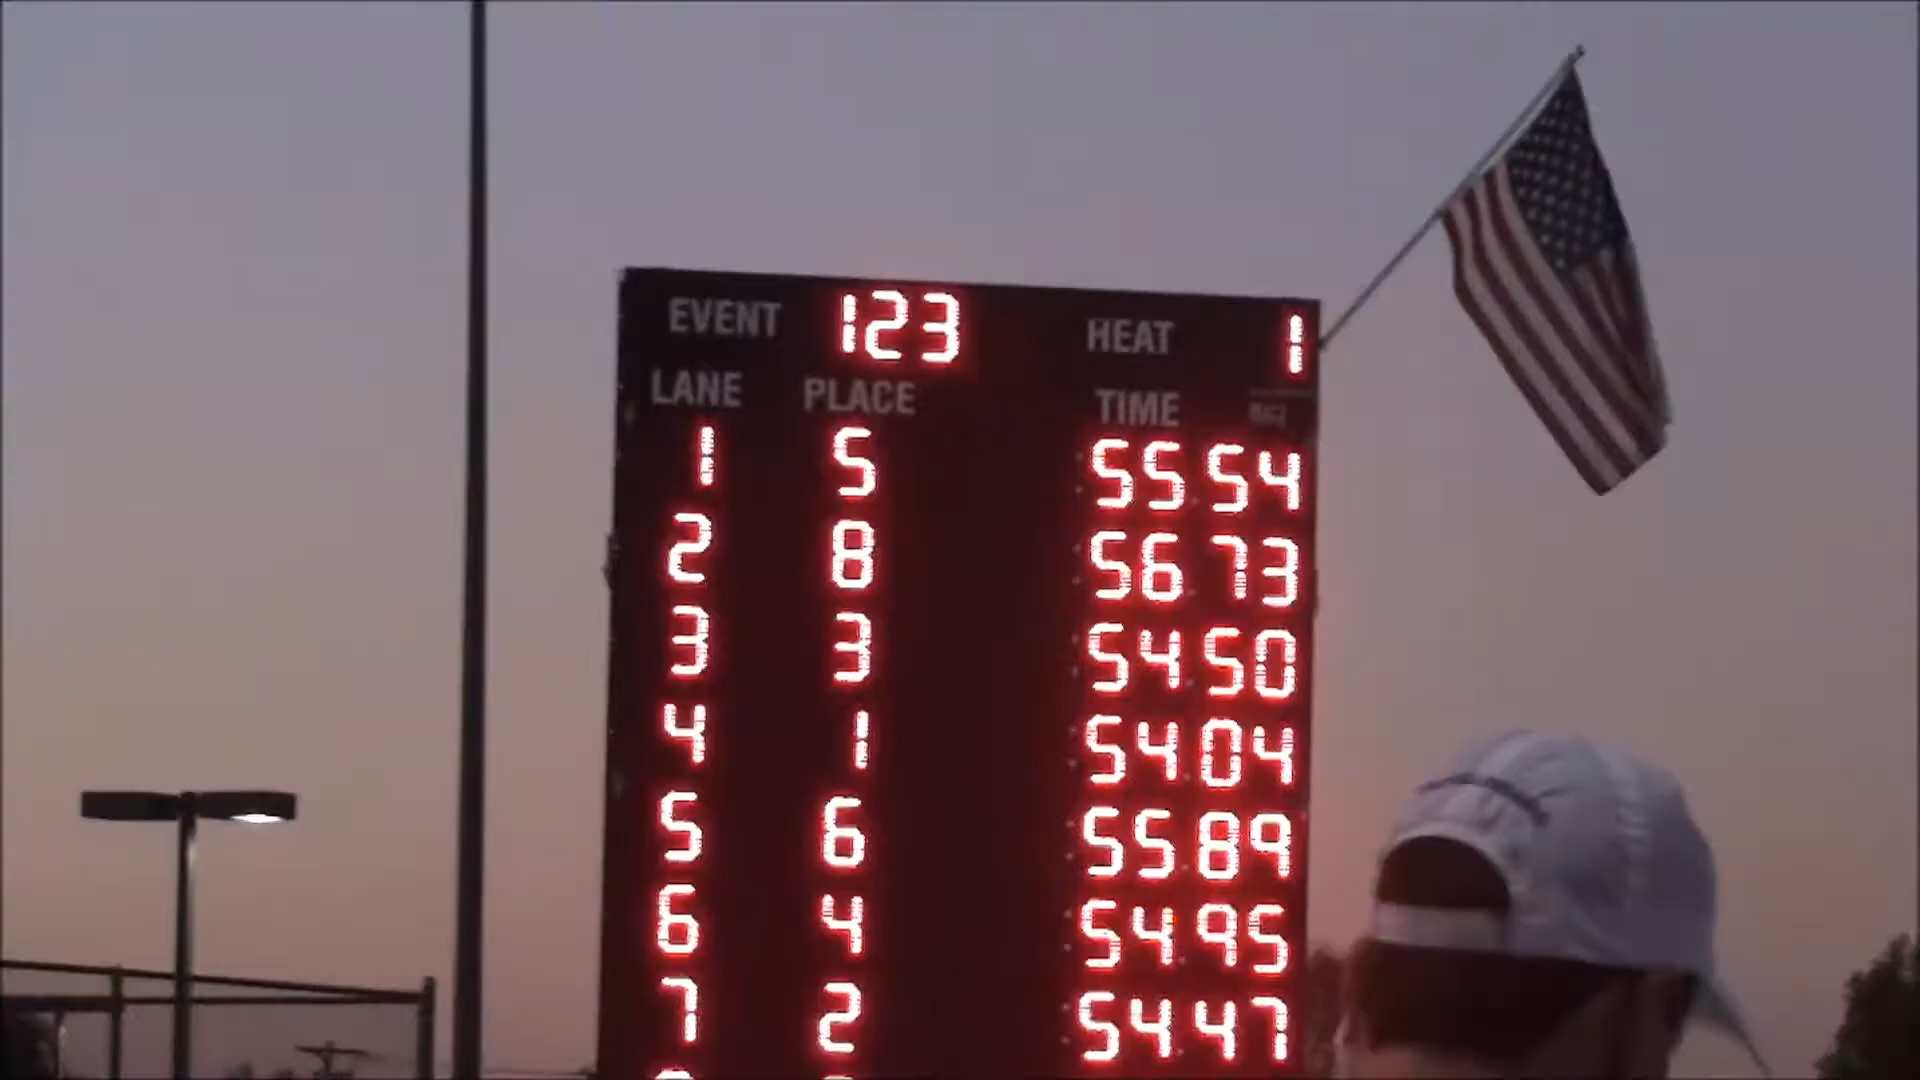 EVENT 123 HEAT 1
LANE PLACE TIME
1 5 55.54
2 8 56.73
3 3 54.50
4 1 54.04
5 6 55.89
6 4 54.95
7 2 54.47